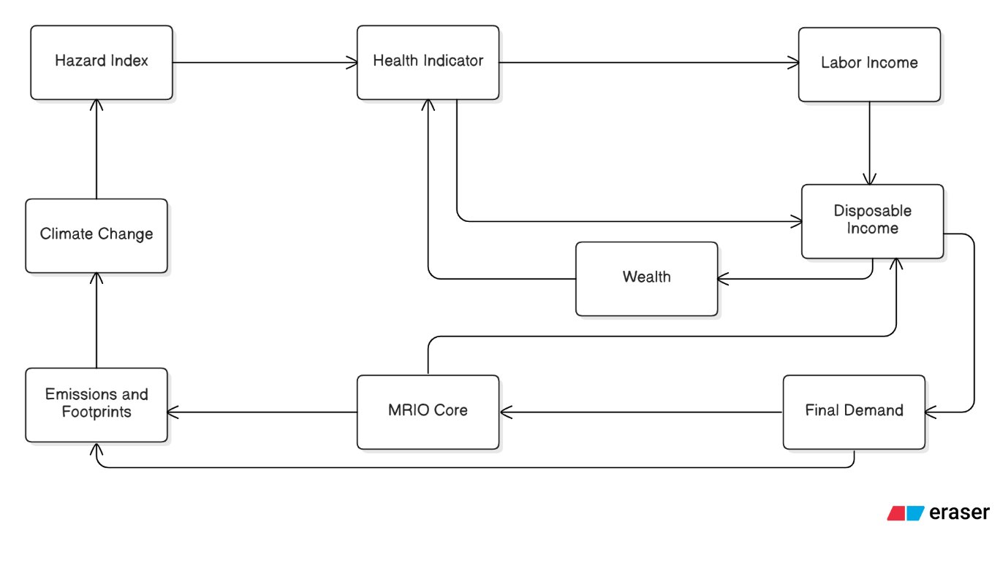 Hazard Index
Health Indicator
Labor Income
Climate Change
Disposable
Income
Wealth
Emissions and
Footprints
MRIO Core
Final Demand
eraser